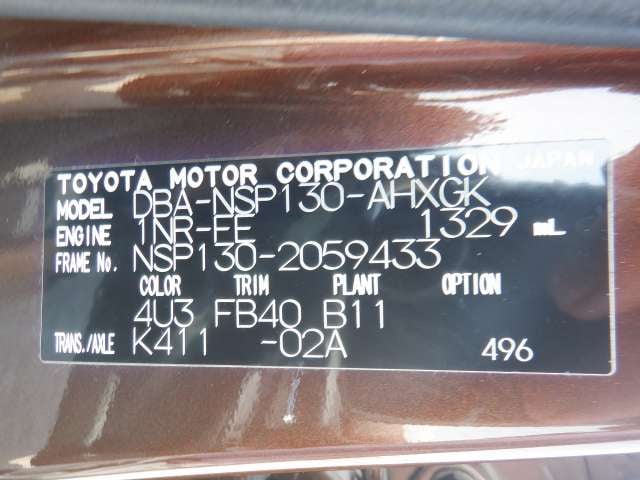 TOYOTA MOTOR CORPORATION JAPAN
MODEL DBA-NSP130-AHXGK
ENGINE 1NR-FE 1329 mL
FRAME No. NSP130-2059433
COLOR TRIM PLANT OPTION
4U3 FB40 B11
TRANS./AXLE K411 -02A 496